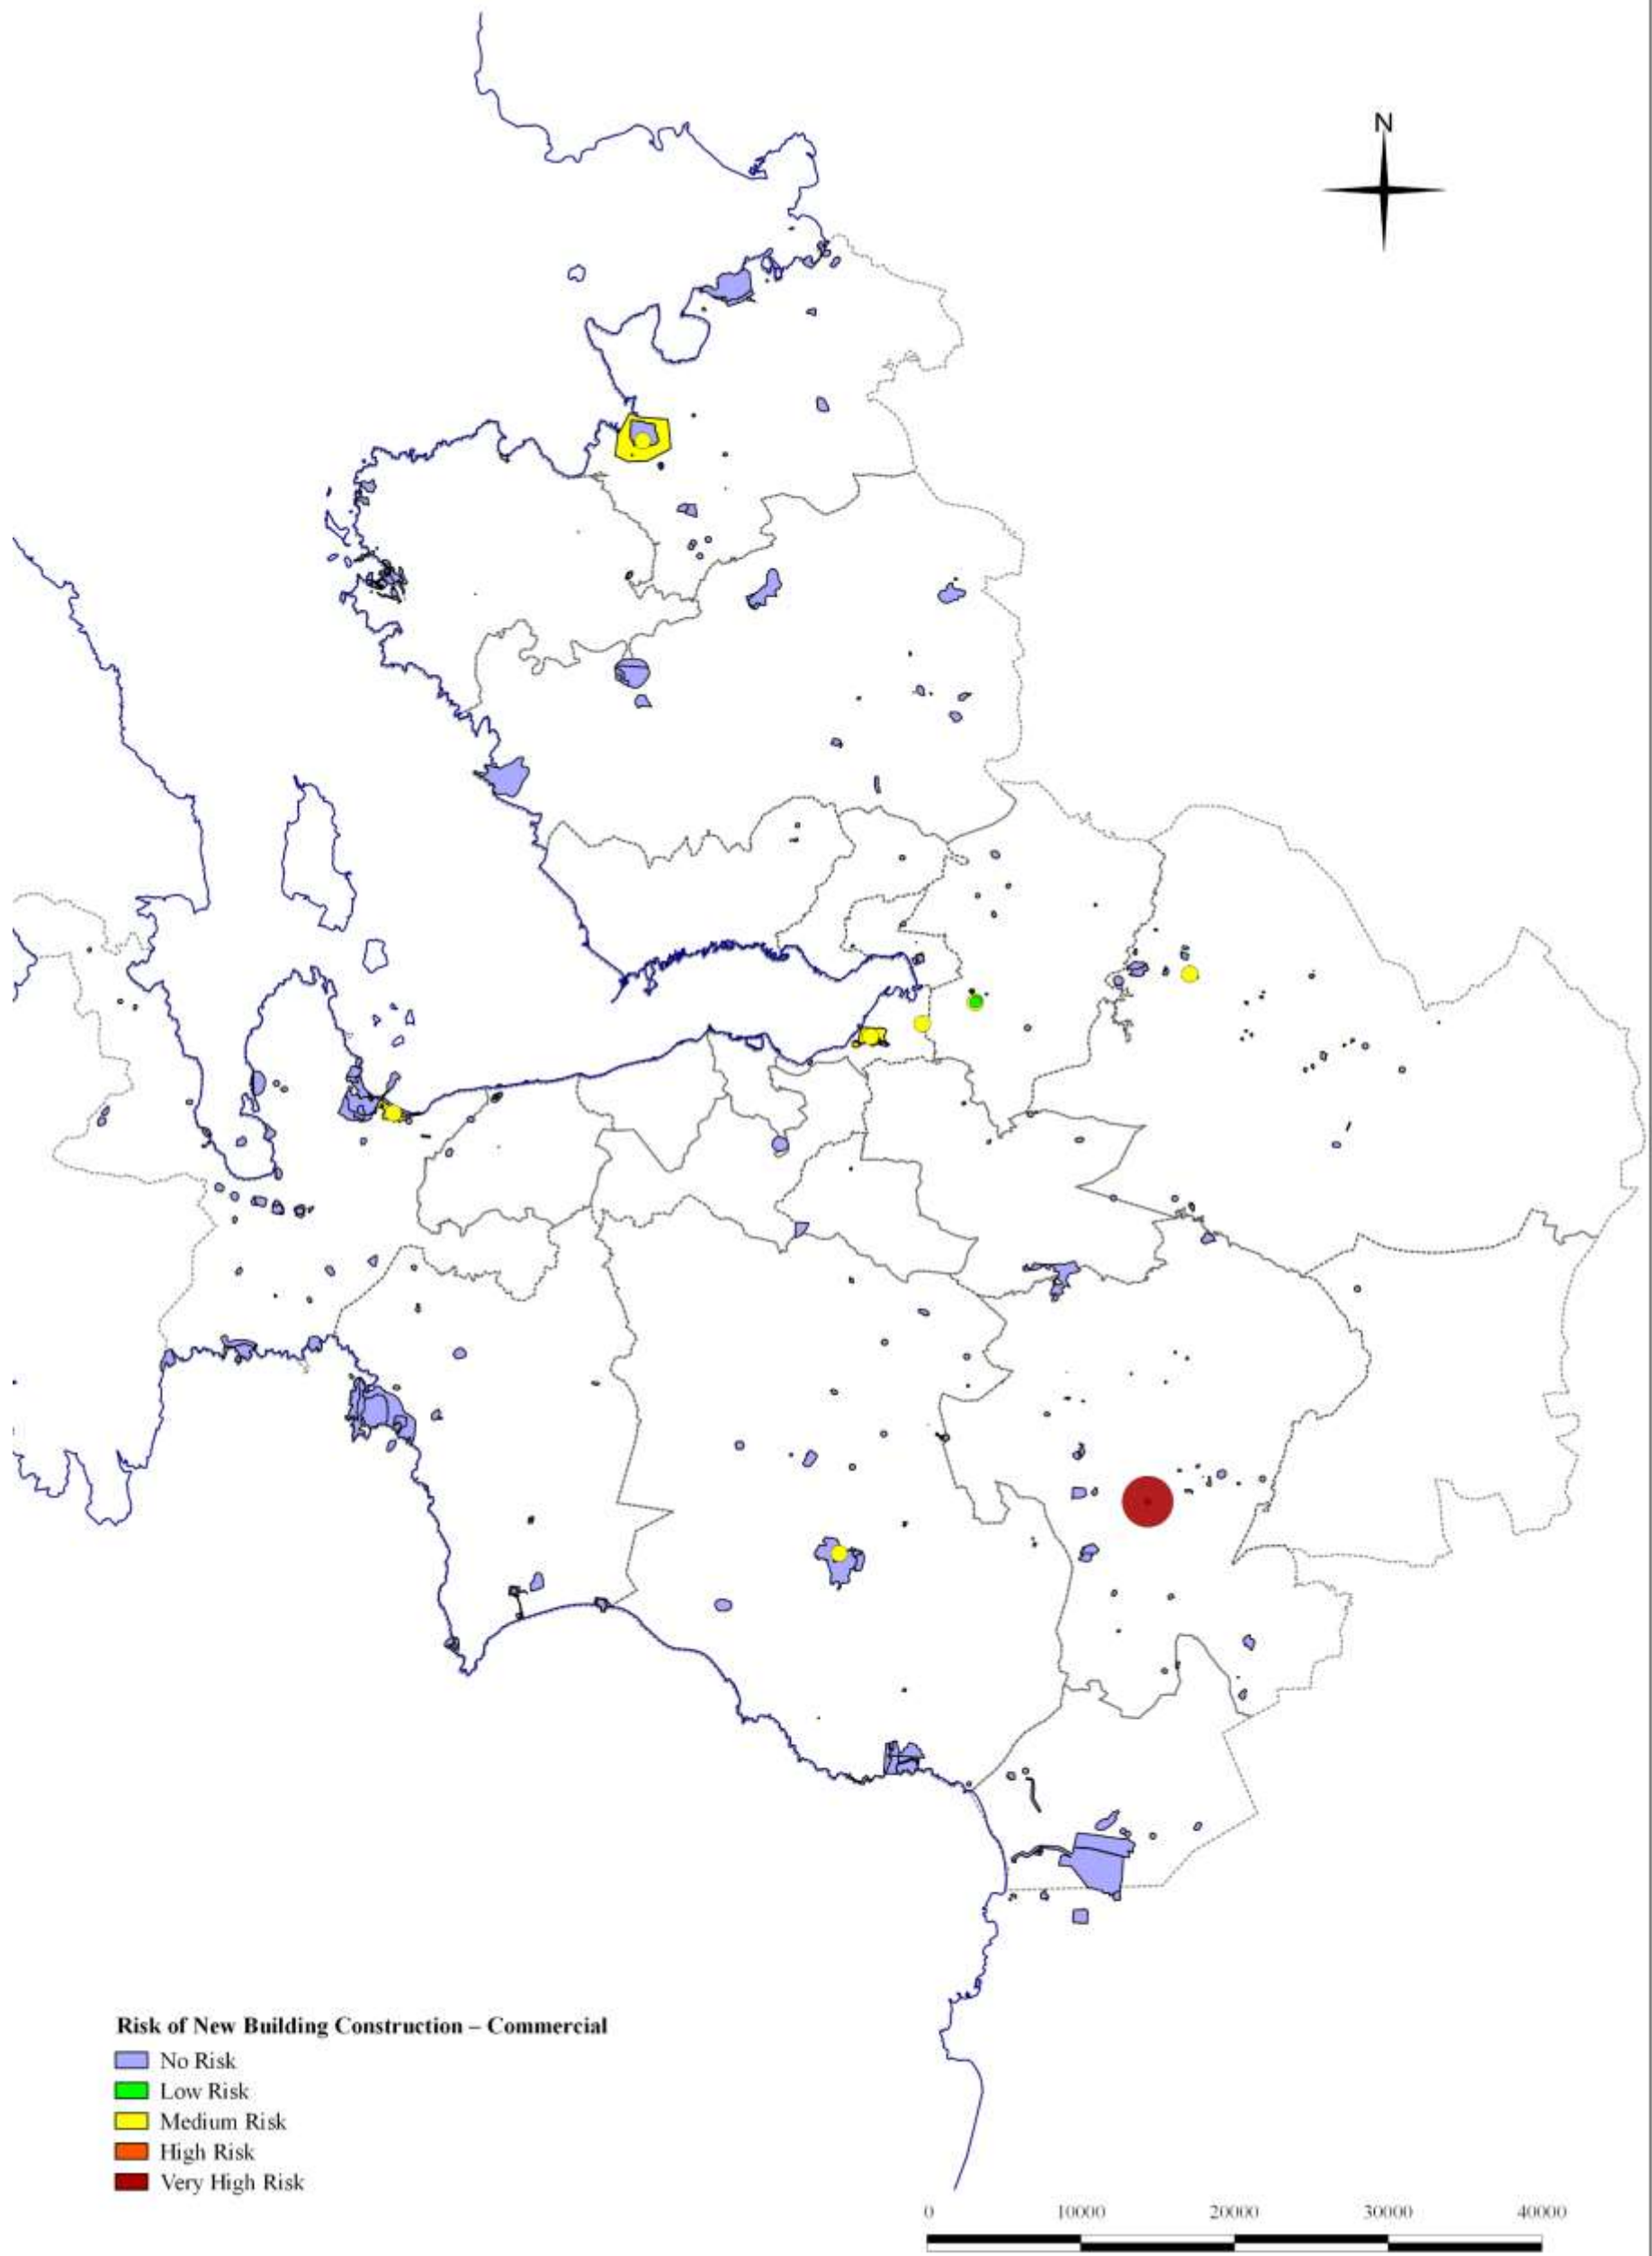 N
Risk of New Building Construction – Commercial
No Risk
Low Risk
Medium Risk
High Risk
Very High Risk
0 10000 20000 30000 40000